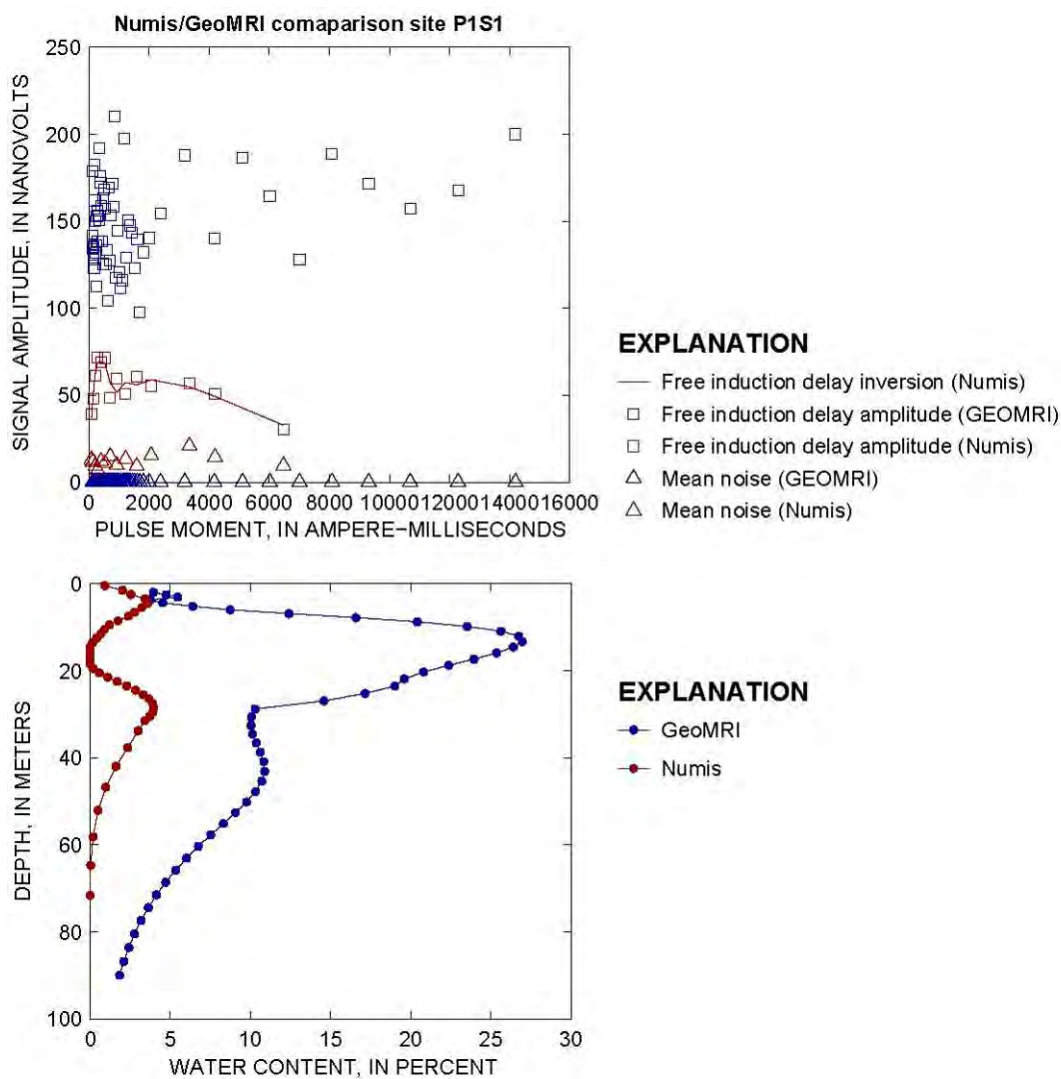 Numis/GeoMRI comaparison site P1S1
250
200
150
100
50
0
SIGNAL AMPLITUDE, IN NANOVOLTS
0 2000 4000 6000 8000 10000 12000 14000 16000
PULSE MOMENT, IN AMPERE-MILLISECONDS
EXPLANATION
Free induction delay inversion (Numis)
Free induction delay amplitude (GEOMRI)
Free induction delay amplitude (Numis)
Mean noise (GEOMRI)
Mean noise (Numis)
0
20
40
60
80
100
DEPTH, IN METERS
0 5 10 15 20 25 30
WATER CONTENT, IN PERCENT
EXPLANATION
GeoMRI
Numis